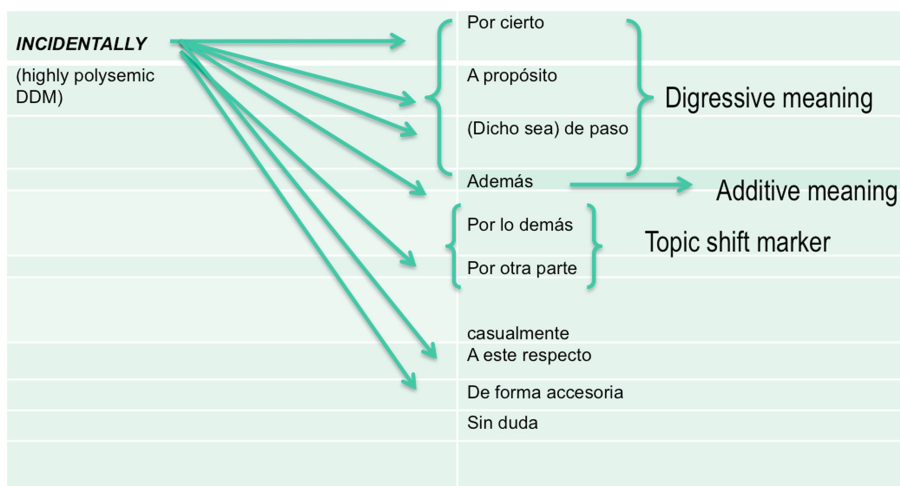 INCIDENTALLY
(highly polysemic
DDM)
Por cierto
A propósito
(Dicho sea) de paso
Digressive meaning
Además
Additive meaning
Por lo demás
Por otra parte
Topic shift marker
casualmente
A este respecto
De forma accesoria
Sin duda